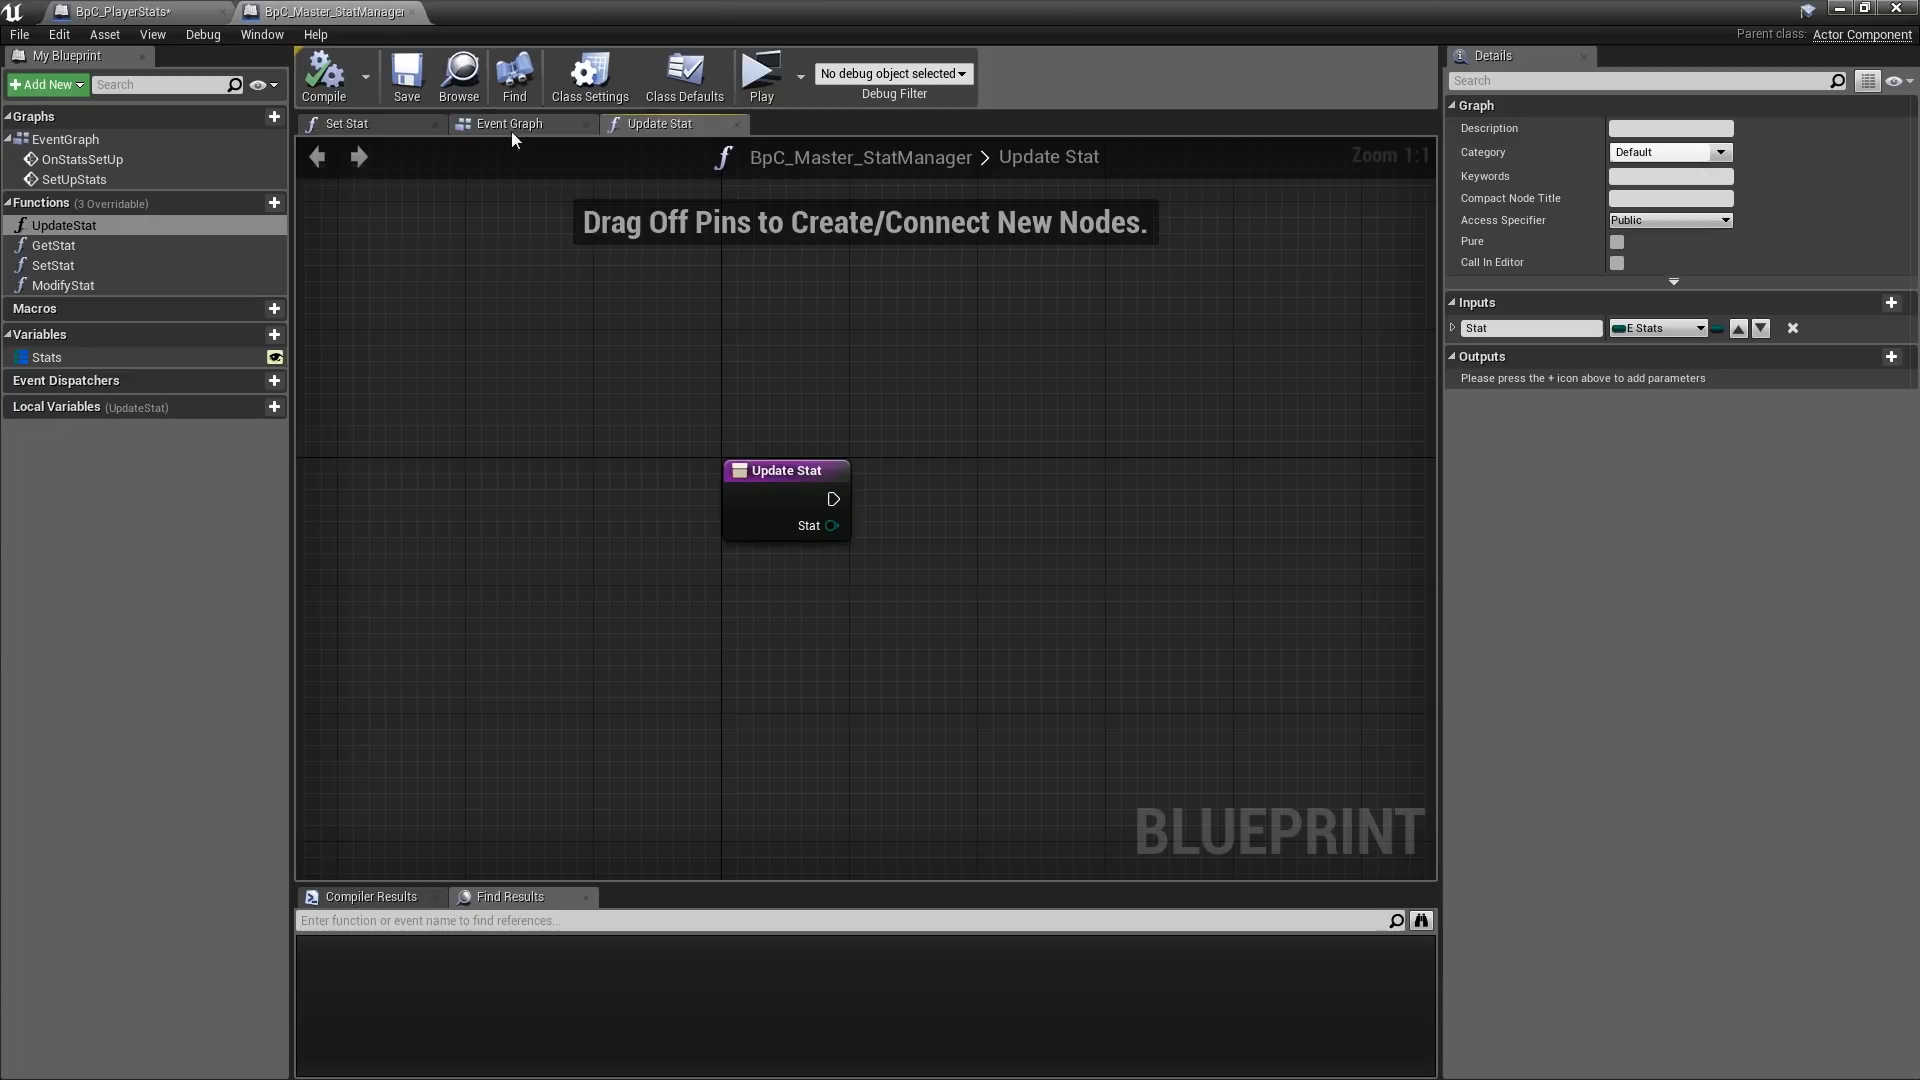 BpC_PlayerStats*
BpC_Master_StatManager
File Edit Asset View Debug Window Help
Parent class: Actor Component
My Blueprint
Add New
Search
Graphs
EventGraph
OnStatsSetUp
SetUpStats
Functions (3 Overridable)
UpdateStat
GetStat
SetStat
ModifyStat
Macros
Variables
Stats
Event Dispatchers
Local Variables (UpdateStat)
Compile
Save
Browse
Find
Class Settings
Class Defaults
Play
No debug object selected
Debug Filter
Set Stat
Event Graph
Update Stat
BpC_Master_StatManager > Update Stat
Zoom 1:1
Drag Off Pins to Create/Connect New Nodes.
Update Stat
Stat
BLUEPRINT
Compiler Results
Find Results
Enter function or event name to find references...
Details
Search
Graph
Description
Category Default
Keywords
Compact Node Title
Access Specifier Public
Pure
Call In Editor
Inputs
Stat E Stats
Outputs
Please press the + icon above to add parameters